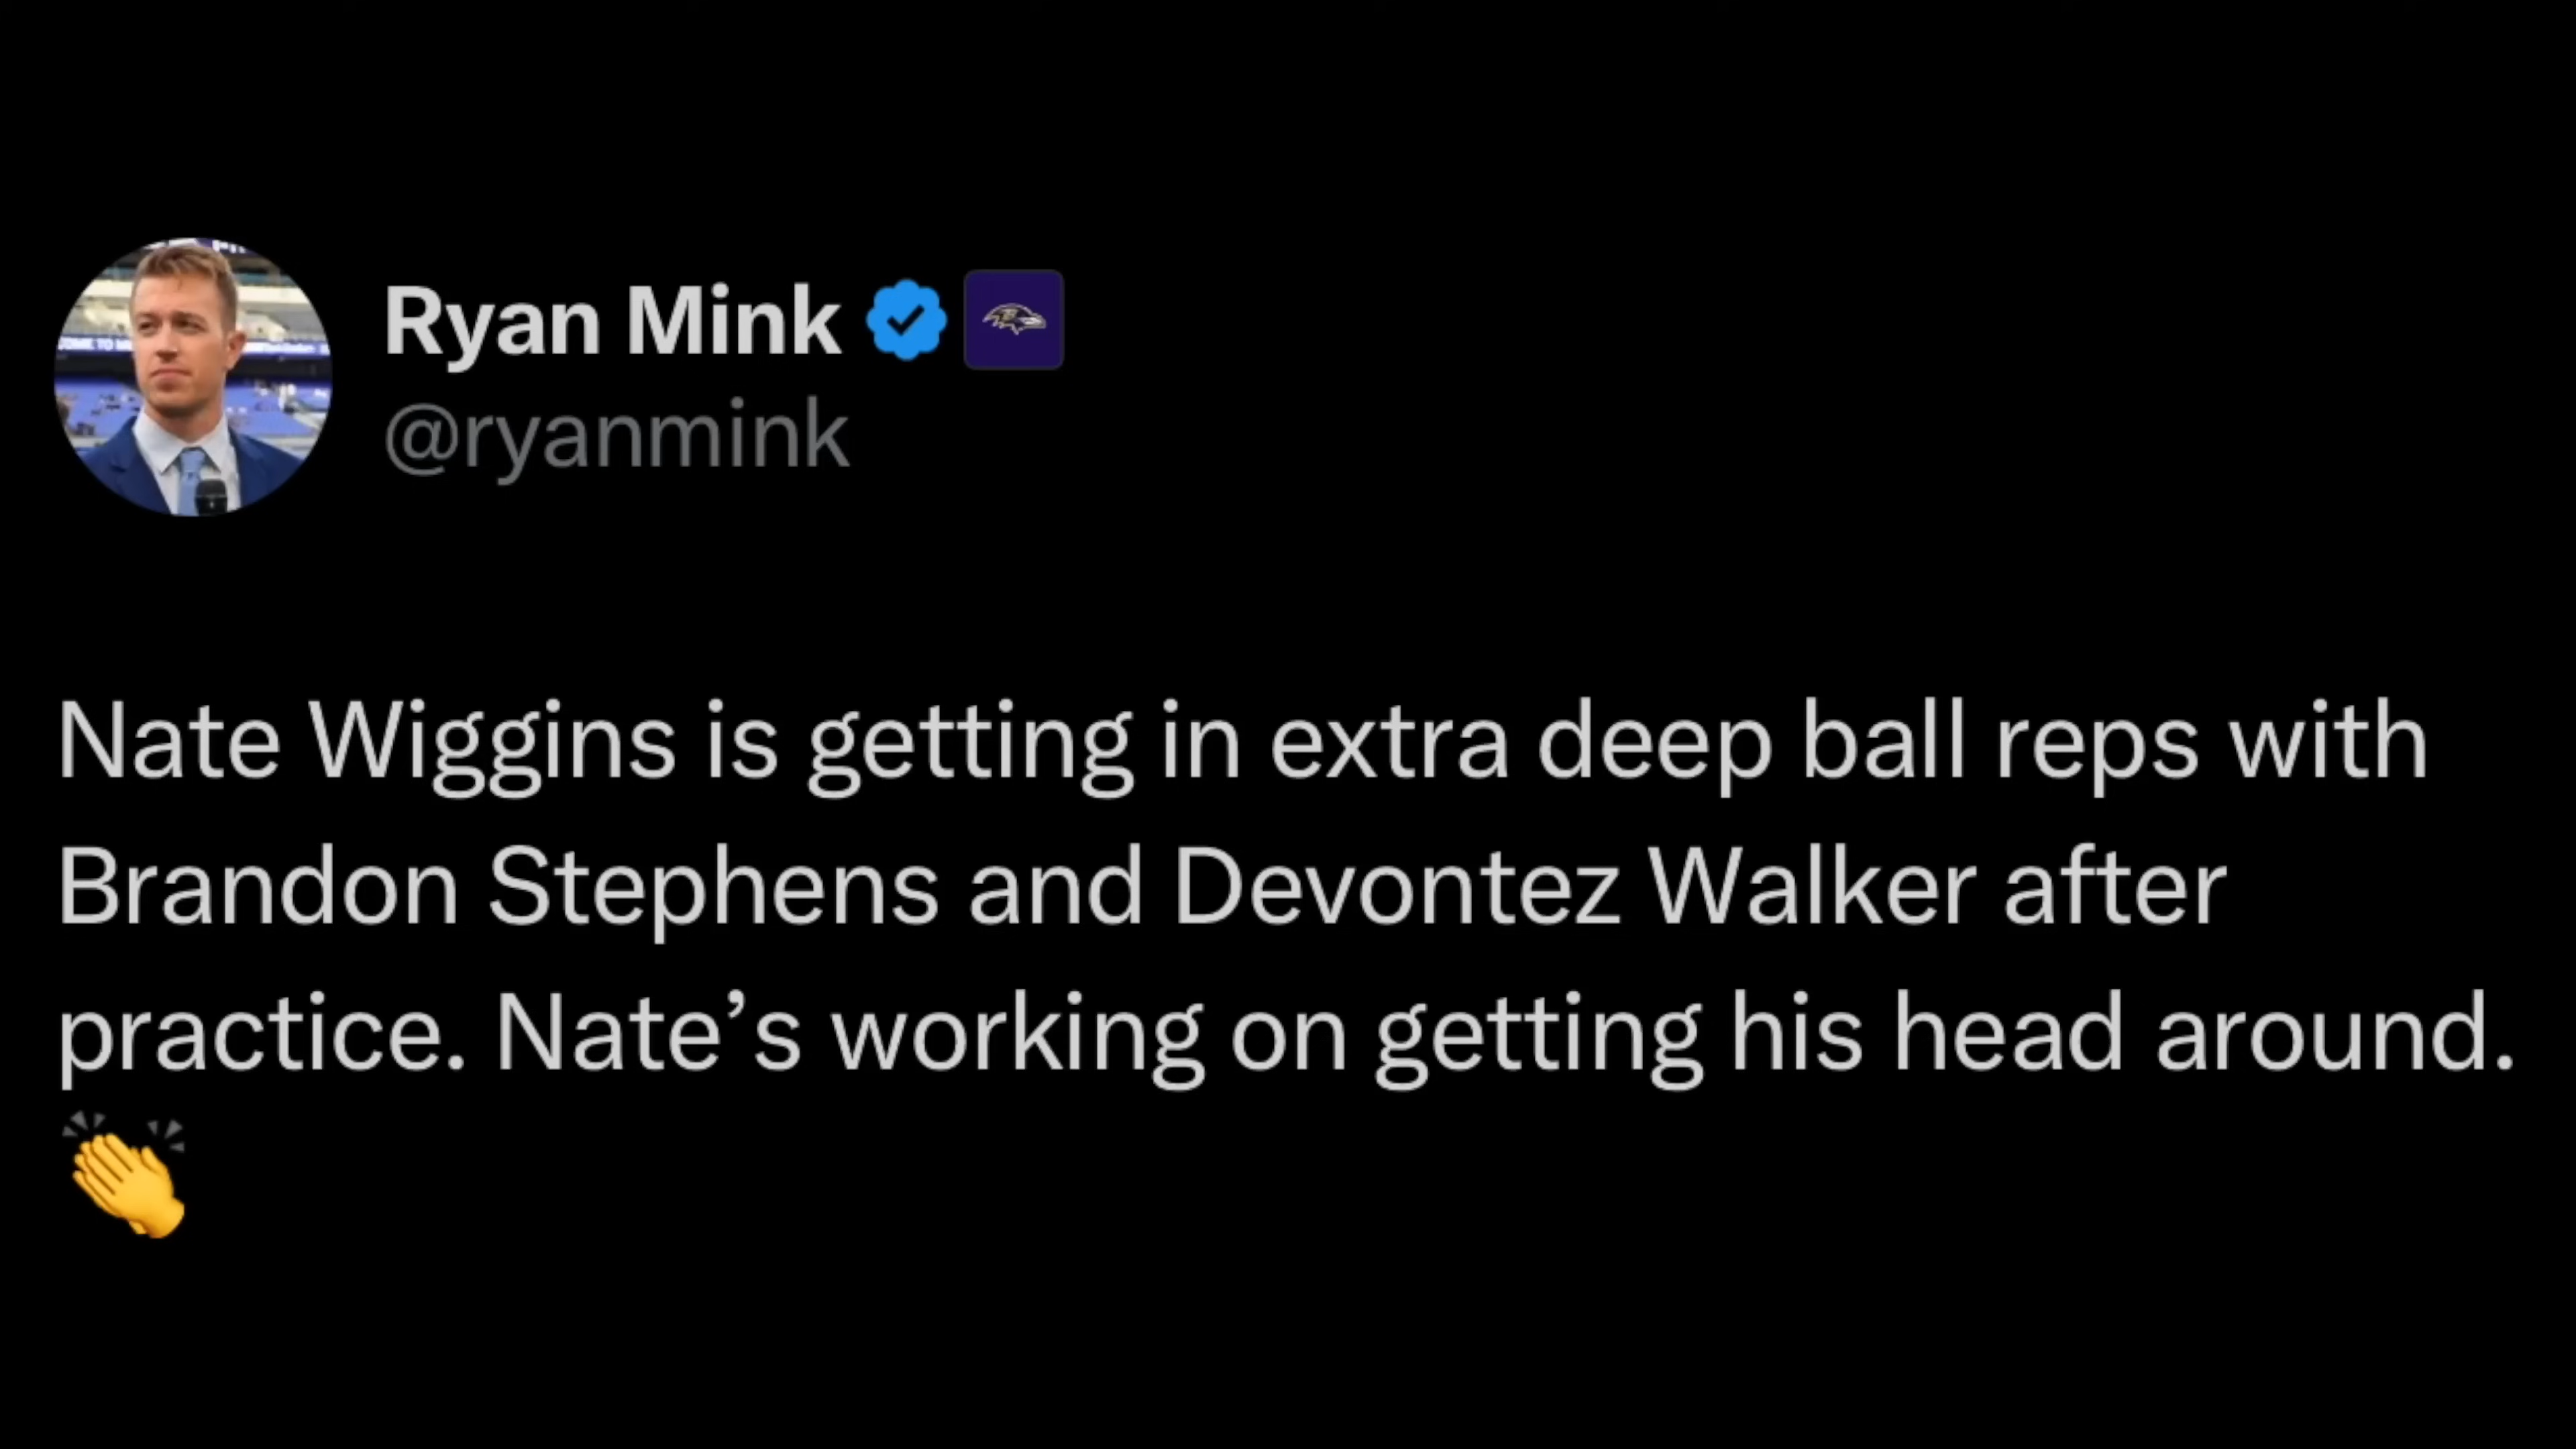 Ryan Mink
@ryanmink
Nate Wiggins is getting in extra deep ball reps with
Brandon Stephens and Devontez Walker after
practice. Nate’s working on getting his head around.
👏